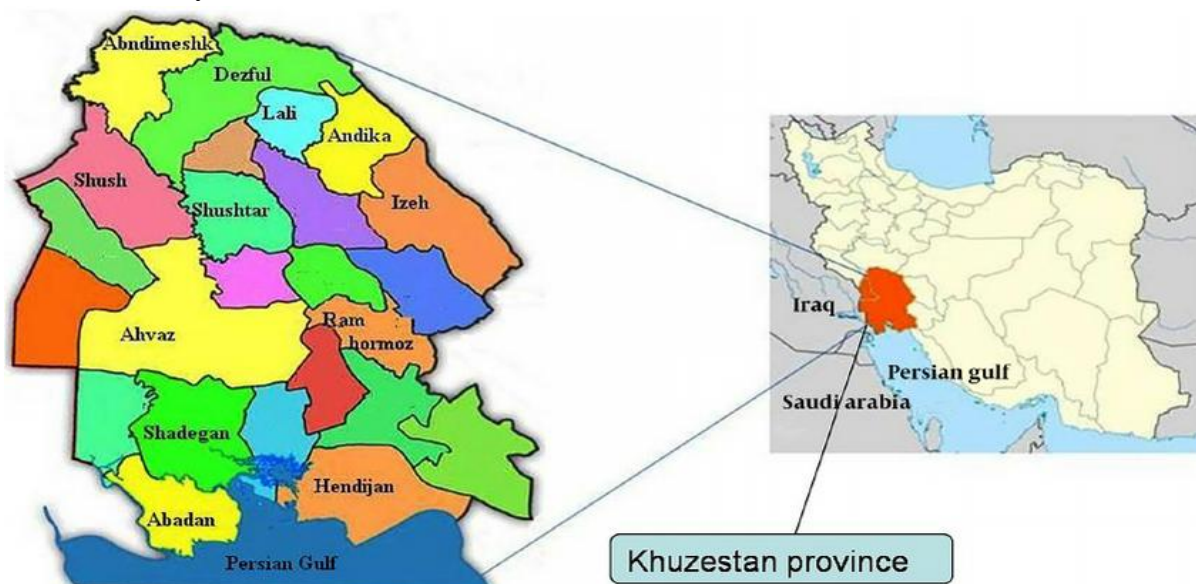 Abndimeshk
Dezful
Lali
Andika
Shush
Shushtar
Izeh
Ahvaz
Ram
hormoz
Shadegan
Hendijan
Abadan
Persian Gulf
Iraq
Persian gulf
Saudi arabia
Khuzestan province